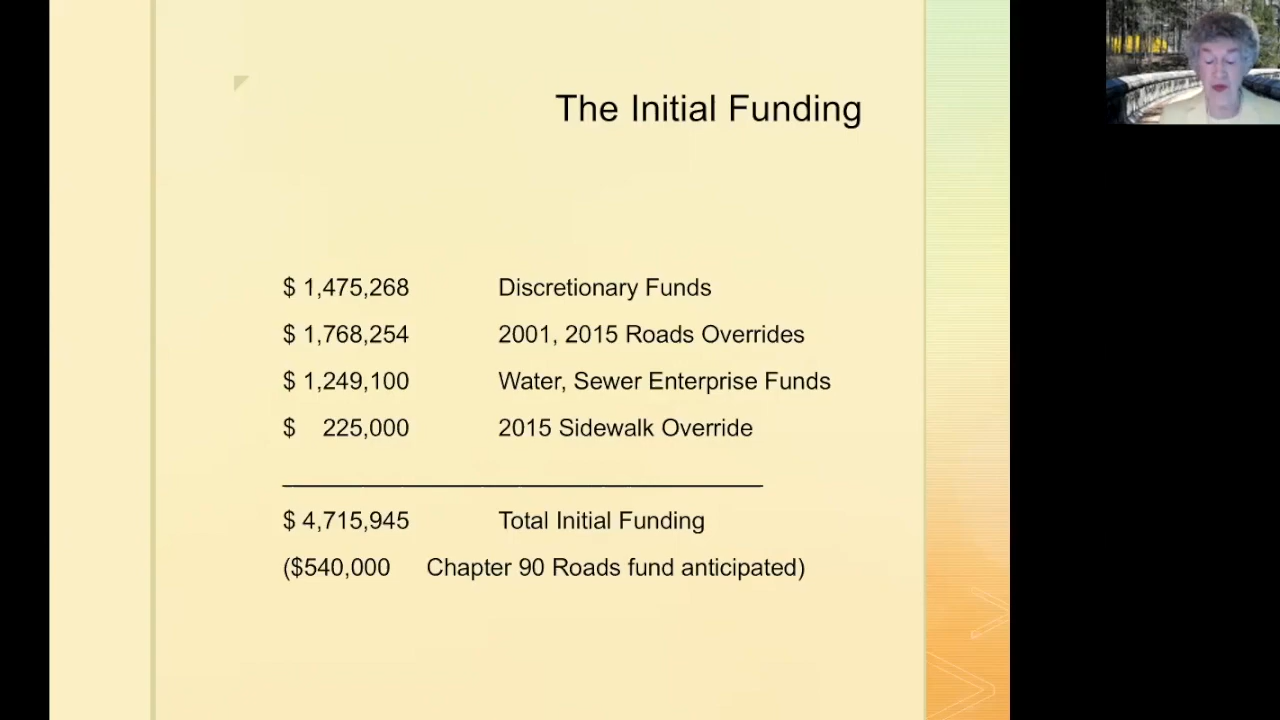 The Initial Funding
$ 1,475,268 Discretionary Funds
$ 1,768,254 2001, 2015 Roads Overrides
$ 1,249,100 Water, Sewer Enterprise Funds
$ 225,000 2015 Sidewalk Override
$ 4,715,945 Total Initial Funding
($540,000 Chapter 90 Roads fund anticipated)